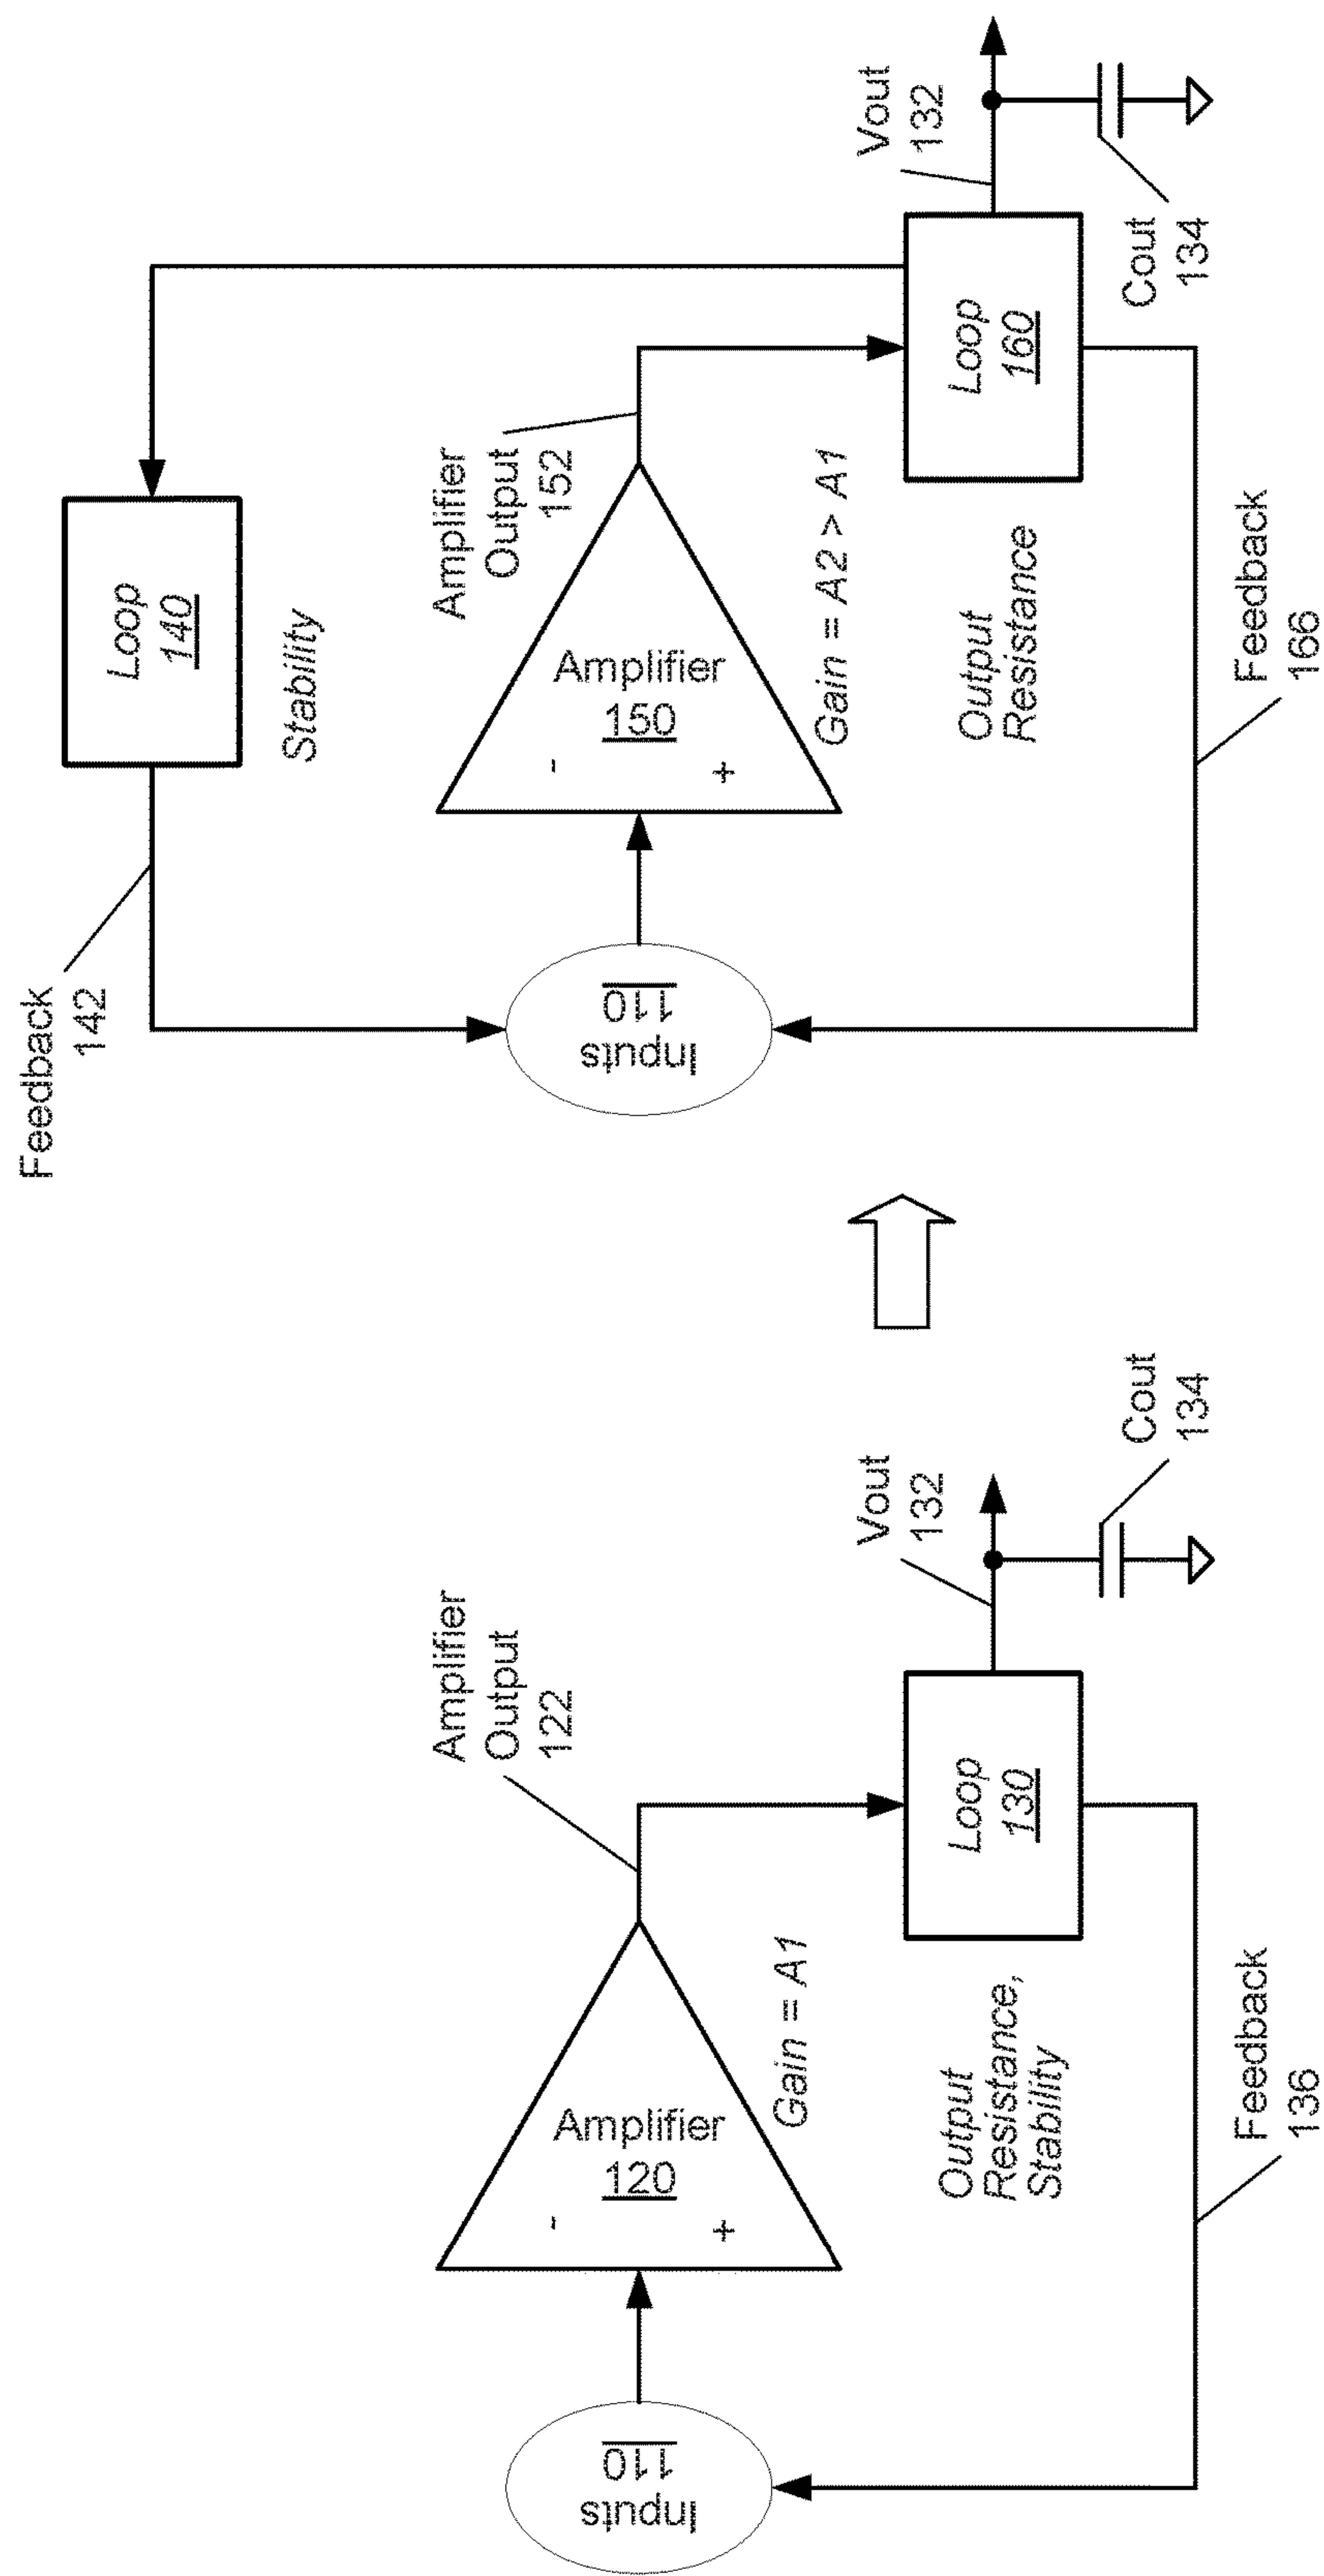 Feedback
142
Loop
140
Stability
Amplifier
Output
152
Inputs
110
-
+
Amplifier
150
Gain = A2 > A1
Output
Resistance
Loop
160
Vout
132
Cout
134
Feedback
166
Amplifier
Output
122
Inputs
110
-
+
Amplifier
120
Gain = A1
Output
Resistance,
Stability
Loop
130
Vout
132
Cout
134
Feedback
136